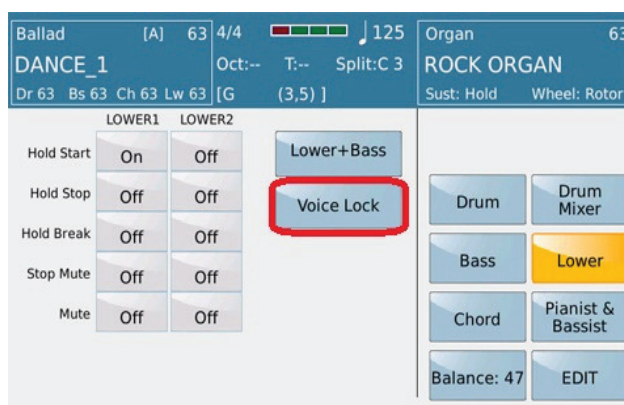 Ballad [A] 63 4/4 125
DANCE_1 Oct:-- T:-- Split:C 3
Dr 63 Bs 63 Ch 63 Lw 63 [G (3,5) ]
Organ 63
ROCK ORGAN
Sust: Hold Wheel: Rotor
LOWER1 LOWER2
Hold Start On Off
Hold Stop Off Off
Hold Break Off Off
Stop Mute Off Off
Mute Off Off
Lower+Bass
Voice Lock
Drum
Drum
Mixer
Bass
Lower
Chord
Pianist &
Bassist
Balance: 47
EDIT